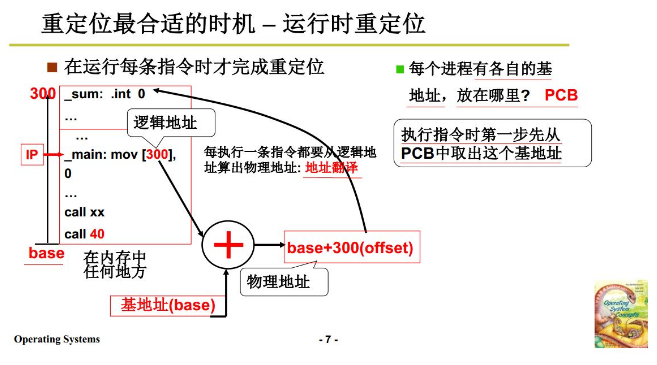 重定位最合适的时机 – 运行时重定位
在运行每条指令时才完成重定位
300
_sum: .int 0
...
...
IP
_main: mov [300],
0
...
call xx
call 40
base
在内存中
任何地方
逻辑地址
每执行一条指令都要从逻辑地
址算出物理地址: 地址翻译
+
base+300(offset)
物理地址
基地址(base)
每个进程有各自的基
地址，放在哪里? PCB
执行指令时第一步先从
PCB中取出这个基地址
Operating
System
Concepts
Operating Systems
- 7 -